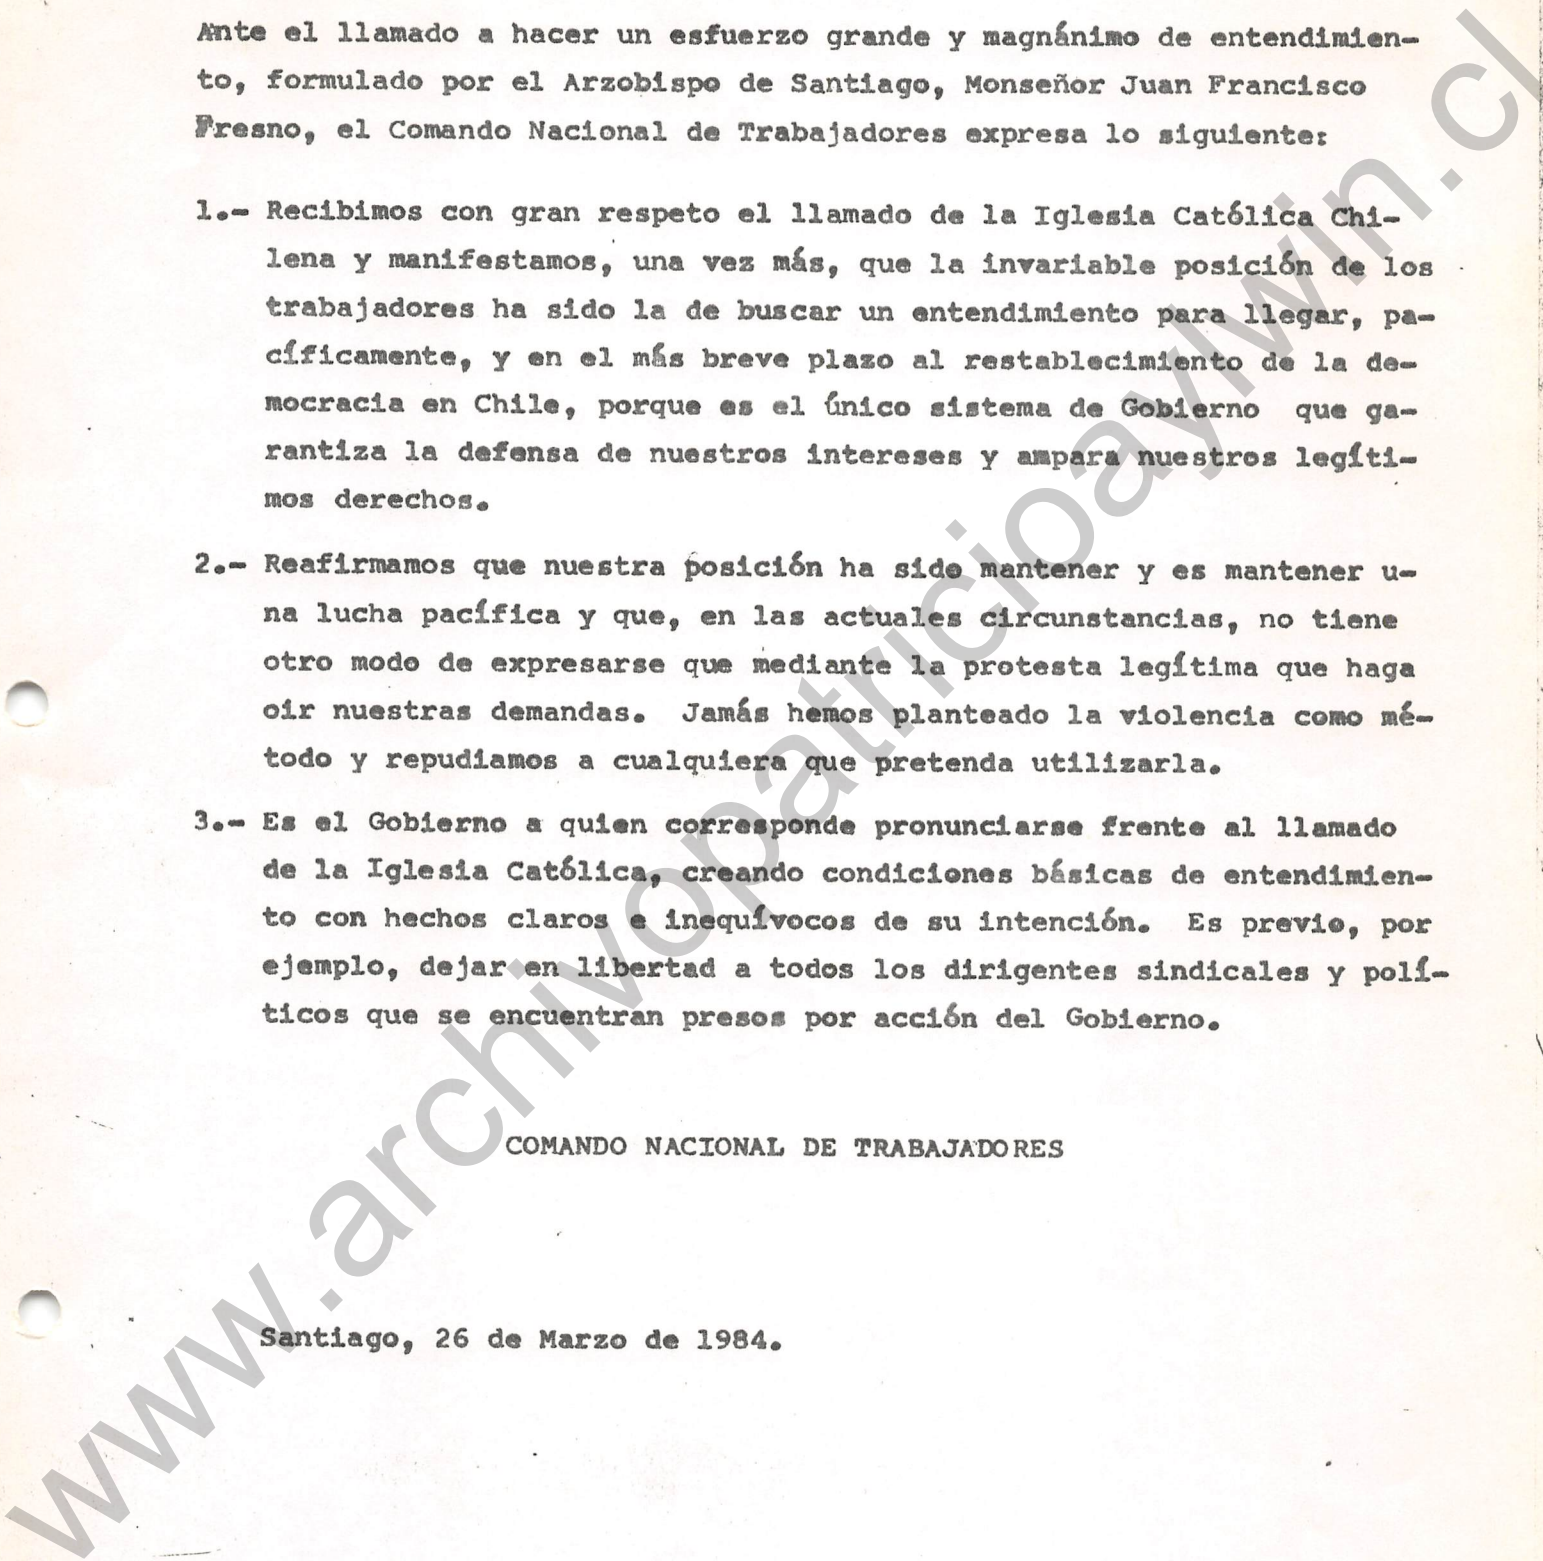 Ante el llamado a hacer un esfuerzo grande y magnánimo de entendimien-
to, formulado por el Arzobispo de Santiago, Monseñor Juan Francisco
Fresno, el Comando Nacional de Trabajadores expresa lo siguiente:
1.- Recibimos con gran respeto el llamado de la Iglesia Católica Chi-
lena y manifestamos, una vez más, que la invariable posición de los
trabajadores ha sido la de buscar un entendimiento para llegar, pa-
cíficamente, y en el más breve plazo al restablecimiento de la de-
mocracia en Chile, porque es el único sistema de Gobierno que ga-
rantiza la defensa de nuestros intereses y ampara nuestros legíti-
mos derechos.
2.- Reafirmamos que nuestra posición ha sido mantener y es mantener u-
na lucha pacífica y que, en las actuales circunstancias, no tiene
otro modo de expresarse que mediante la protesta legítima que haga
oir nuestras demandas. Jamás hemos planteado la violencia como mé-
todo y repudiamos a cualquiera que pretenda utilizarla.
3.- Es el Gobierno a quien corresponde pronunciarse frente al llamado
de la Iglesia Católica, creando condiciones básicas de entendimien-
to con hechos claros e inequívocos de su intención. Es previo, por
ejemplo, dejar en libertad a todos los dirigentes sindicales y polí-
ticos que se encuentran presos por acción del Gobierno.
COMANDO NACIONAL DE TRABAJADORES
Santiago, 26 de Marzo de 1984.
www.archivopatricioaylwin.cl